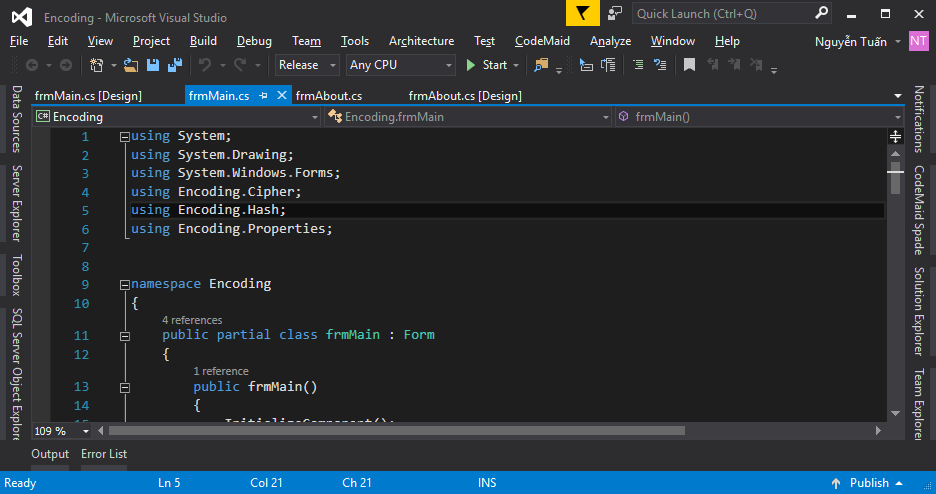 Encoding - Microsoft Visual Studio
Quick Launch (Ctrl+Q)
File Edit View Project Build Debug Team Tools Architecture Test CodeMaid Analyze Window Help
Nguyễn Tuấn NT
Release Any CPU Start
frmMain.cs [Design] frmMain.cs frmAbout.cs frmAbout.cs [Design]
C# Encoding Encoding.frmMain frmMain()
1 using System;
2 using System.Drawing;
3 using System.Windows.Forms;
4 using Encoding.Cipher;
5 using Encoding.Hash;
6 using Encoding.Properties;
7
8
9 namespace Encoding
10 {
4 references
11 public partial class frmMain : Form
12 {
1 reference
13 public frmMain()
14 {
15 InitializeComponent();
109 %
Data Sources
Server Explorer
Toolbox
SQL Server Object Explore
Notifications
CodeMaid Spade
Solution Explorer
Team Explorer
Output Error List
Ready Ln 5 Col 21 Ch 21 INS Publish